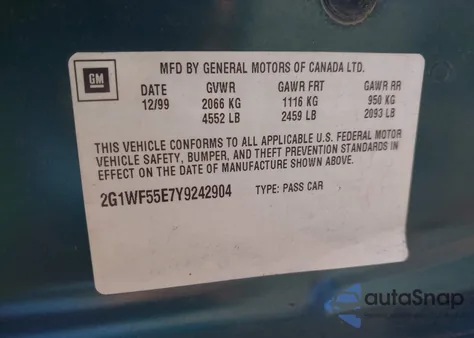 GM
MFD BY GENERAL MOTORS OF CANADA LTD.
DATE GVWR GAWR FRT GAWR RR
12/99 2066 KG 1116 KG 950 KG
4552 LB 2459 LB 2093 LB
THIS VEHICLE CONFORMS TO ALL APPLICABLE U.S. FEDERAL MOTOR
VEHICLE SAFETY, BUMPER, AND THEFT PREVENTION STANDARDS IN
EFFECT ON THE DATE OF MANUFACTURE SHOWN ABOVE.
2G1WF55E7Y9242904 TYPE: PASS CAR
autoSnap